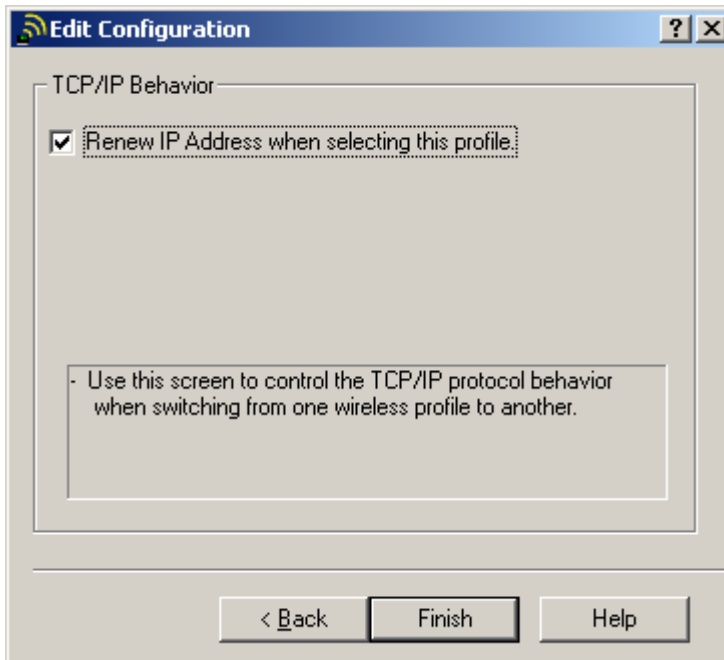 Edit Configuration
TCP/IP Behavior
Renew IP Address when selecting this profile.
- Use this screen to control the TCP/IP protocol behavior
when switching from one wireless profile to another.
< Back
Finish
Help